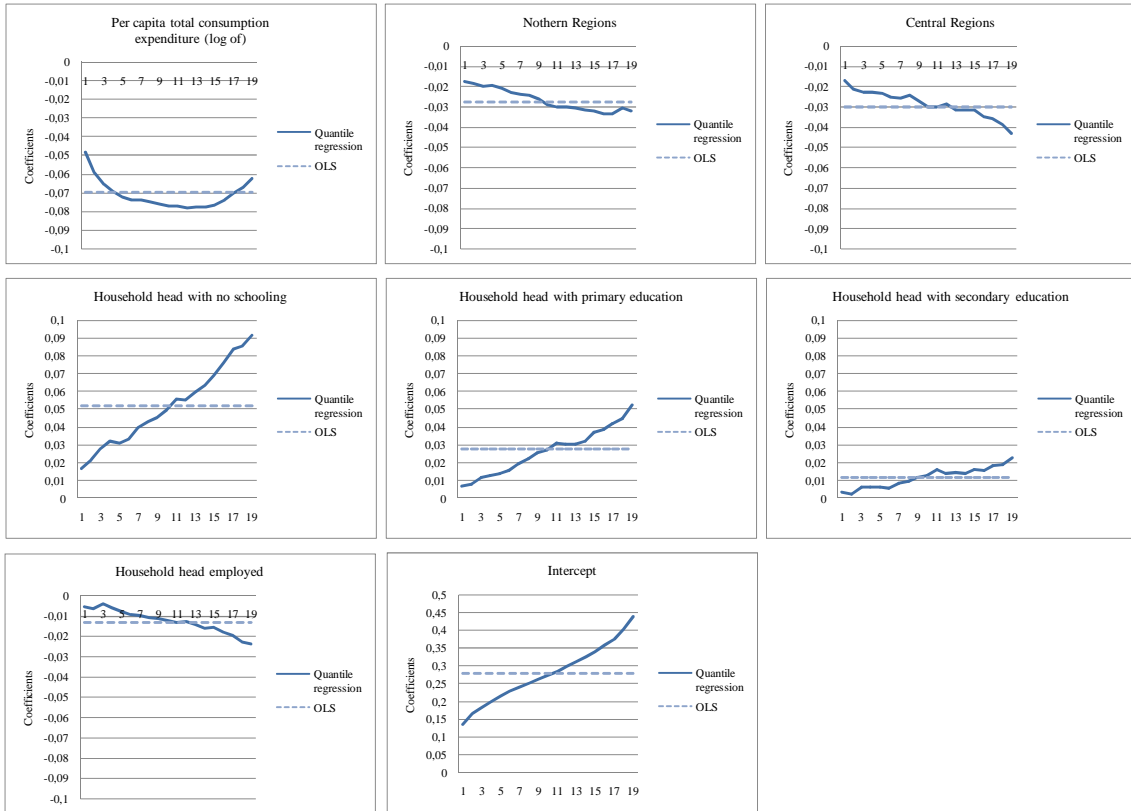 Per capita total consumption
expenditure (log of)
0
-0,01
-0,02
-0,03
-0,04
-0,05
-0,06
-0,07
-0,08
-0,09
-0,1
1 3 5 7 9 11 13 15 17 19
Coefficients
Quantile
regression
OLS
Nothern Regions
0
-0,01
-0,02
-0,03
-0,04
-0,05
-0,06
-0,07
-0,08
-0,09
-0,1
1 3 5 7 9 11 13 15 17 19
Coefficients
Quantile
regression
OLS
Central Regions
0
-0,01
-0,02
-0,03
-0,04
-0,05
-0,06
-0,07
-0,08
-0,09
-0,1
1 3 5 7 9 11 13 15 17 19
Coefficients
Quantile
regression
OLS
Household head with no schooling
0,1
0,09
0,08
0,07
0,06
0,05
0,04
0,03
0,02
0,01
0
1 3 5 7 9 11 13 15 17 19
Coefficients
Quantile
regression
OLS
Household head with primary education
0,1
0,09
0,08
0,07
0,06
0,05
0,04
0,03
0,02
0,01
0
1 3 5 7 9 11 13 15 17 19
Coefficients
Quantile
regression
OLS
Household head with secondary education
0,1
0,09
0,08
0,07
0,06
0,05
0,04
0,03
0,02
0,01
0
1 3 5 7 9 11 13 15 17 19
Coefficients
Quantile
regression
OLS
Household head employed
0
-0,01
-0,02
-0,03
-0,04
-0,05
-0,06
-0,07
-0,08
-0,09
-0,1
1 3 5 7 9 11 13 15 17 19
Coefficients
Quantile
regression
OLS
Intercept
0,5
0,45
0,4
0,35
0,3
0,25
0,2
0,15
0,1
0,05
0
1 3 5 7 9 11 13 15 17 19
Coefficients
Quantile
regression
OLS